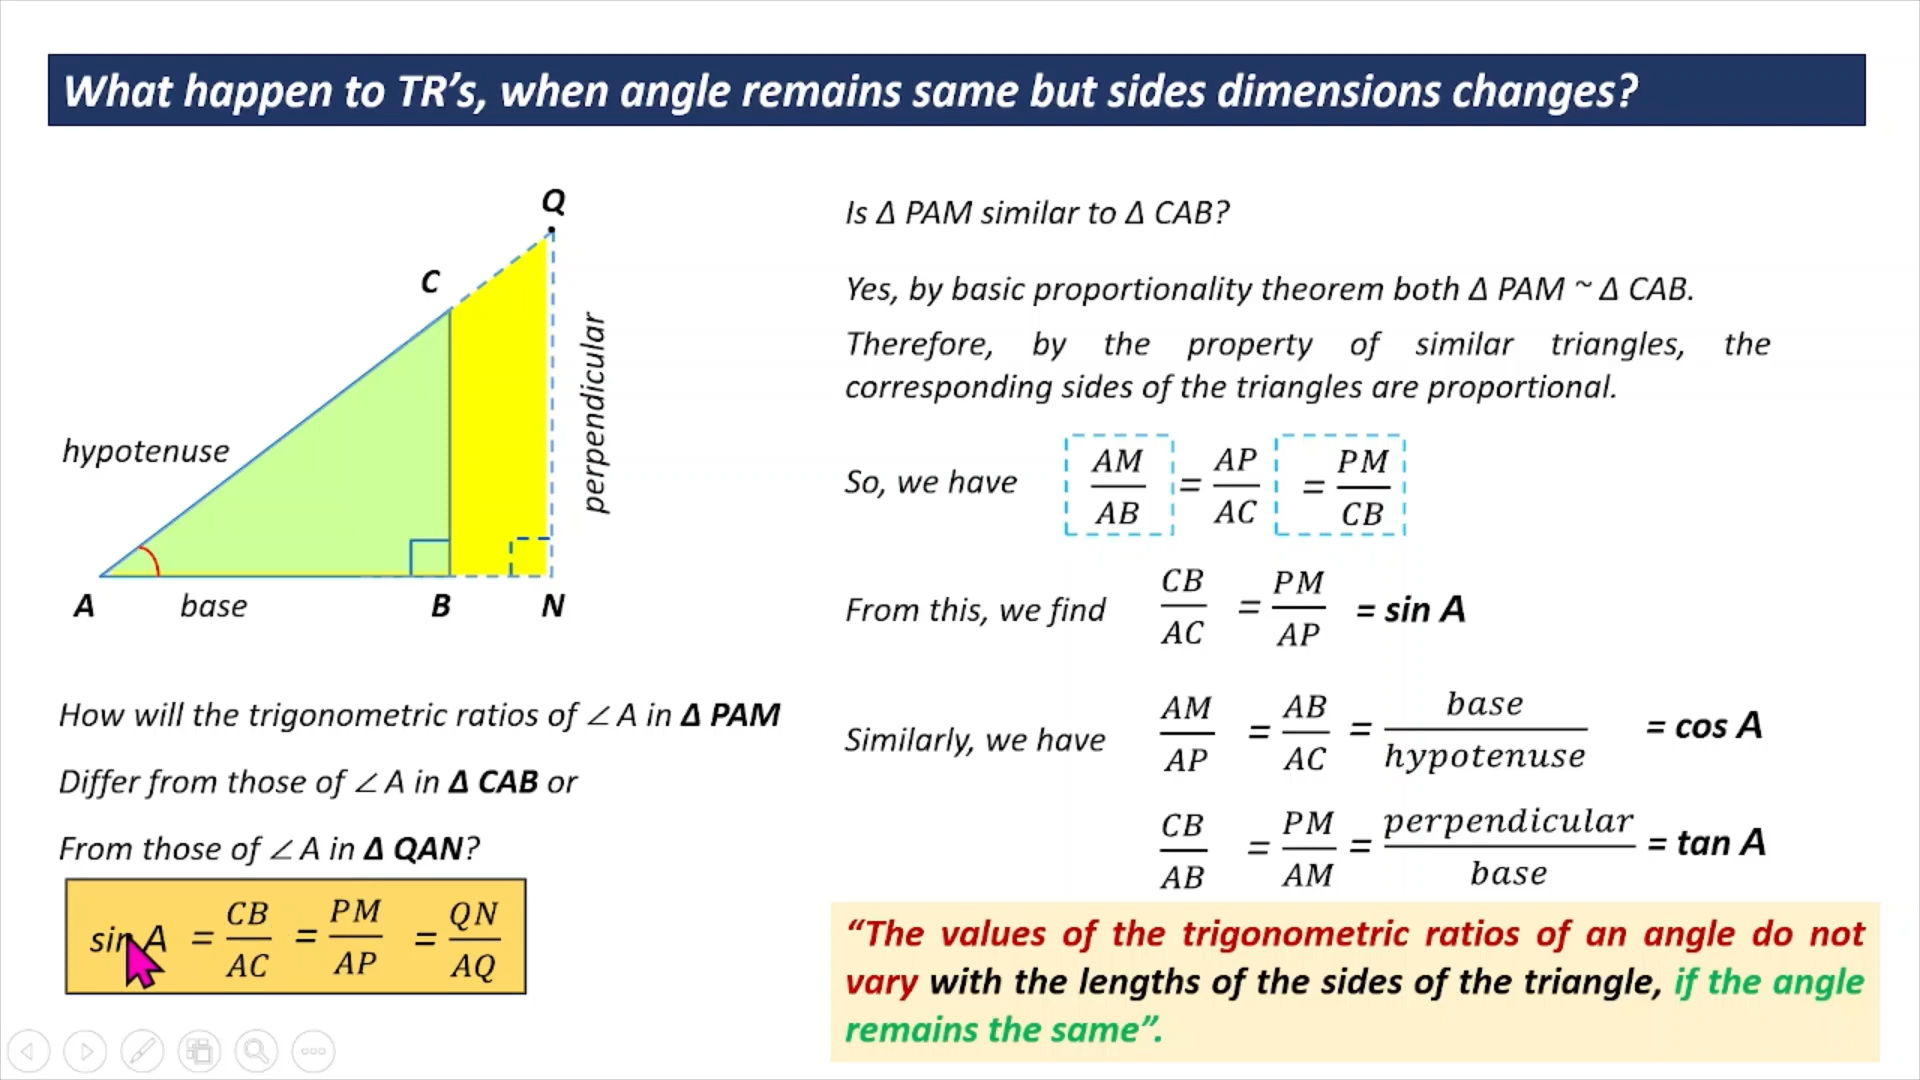 What happen to TR’s, when angle remains same but sides dimensions changes?
Q
C
hypotenuse
perpendicular
A base B N
How will the trigonometric ratios of ∠A in Δ PAM
Differ from those of ∠A in Δ CAB or
From those of ∠A in Δ QAN?
sin A = CB/AC = PM/AP = QN/AQ
Is Δ PAM similar to Δ CAB?
Yes, by basic proportionality theorem both Δ PAM ~ Δ CAB.
Therefore, by the property of similar triangles, the
corresponding sides of the triangles are proportional.
So, we have AM/AB = AP/AC = PM/CB
From this, we find CB/AC = PM/AP = sin A
Similarly, we have AM/AP = AB/AC = base/hypotenuse = cos A
CB/AB = PM/AM = perpendicular/base = tan A
“The values of the trigonometric ratios of an angle do not
vary with the lengths of the sides of the triangle, if the angle
remains the same”.